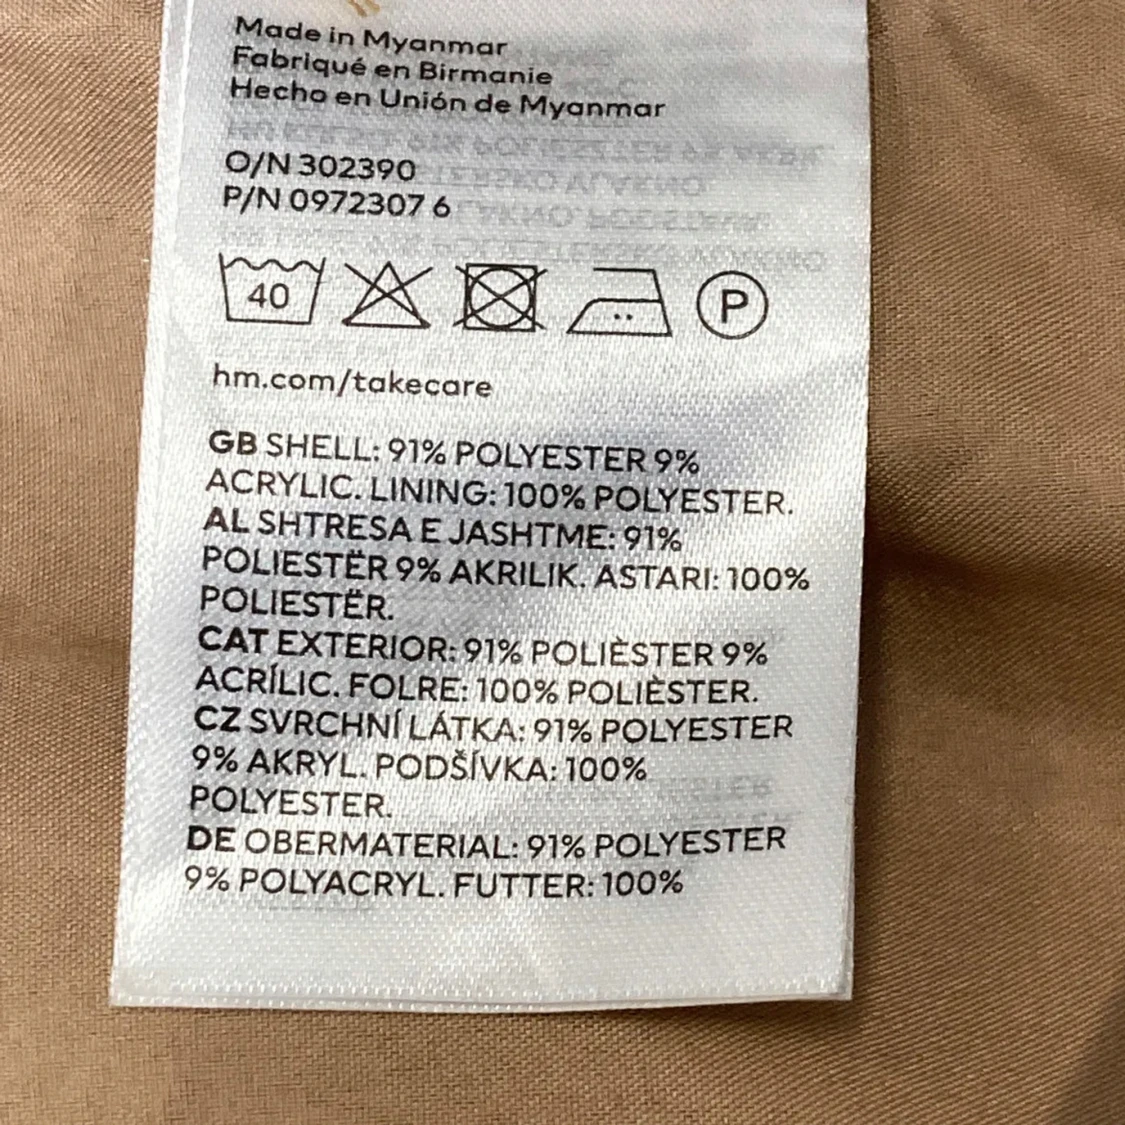 Made in Myanmar
Fabriqué en Birmanie
Hecho en Unión de Myanmar
O/N 302390
P/N 0972307 6
40 P
hm.com/takecare
GB SHELL: 91% POLYESTER 9%
ACRYLIC. LINING: 100% POLYESTER.
AL SHTRESA E JASHTME: 91%
POLIESTËR 9% AKRILIK. ASTARI: 100%
POLIESTËR.
CAT EXTERIOR: 91% POLIÈSTER 9%
ACRÍLIC. FOLRE: 100% POLIÈSTER.
CZ SVRCHNÍ LÁTKA: 91% POLYESTER
9% AKRYL. PODŠÍVKA: 100%
POLYESTER.
DE OBERMATERIAL: 91% POLYESTER
9% POLYACRYL. FUTTER: 100%